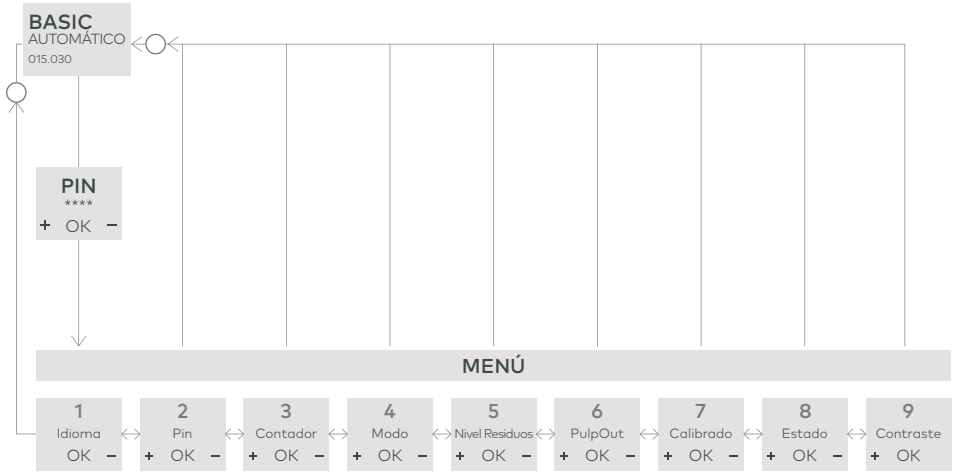 BASIC
AUTOMÁTICO
015.030
PIN
****
+ OK −
MENÚ
1 2 3 4 5 6 7 8 9
Idioma Pin Contador Modo Nivel Residuos PulpOut Calibrado Estado Contraste
OK − + OK − + OK − + OK − + OK − + OK − + OK − + OK − + OK